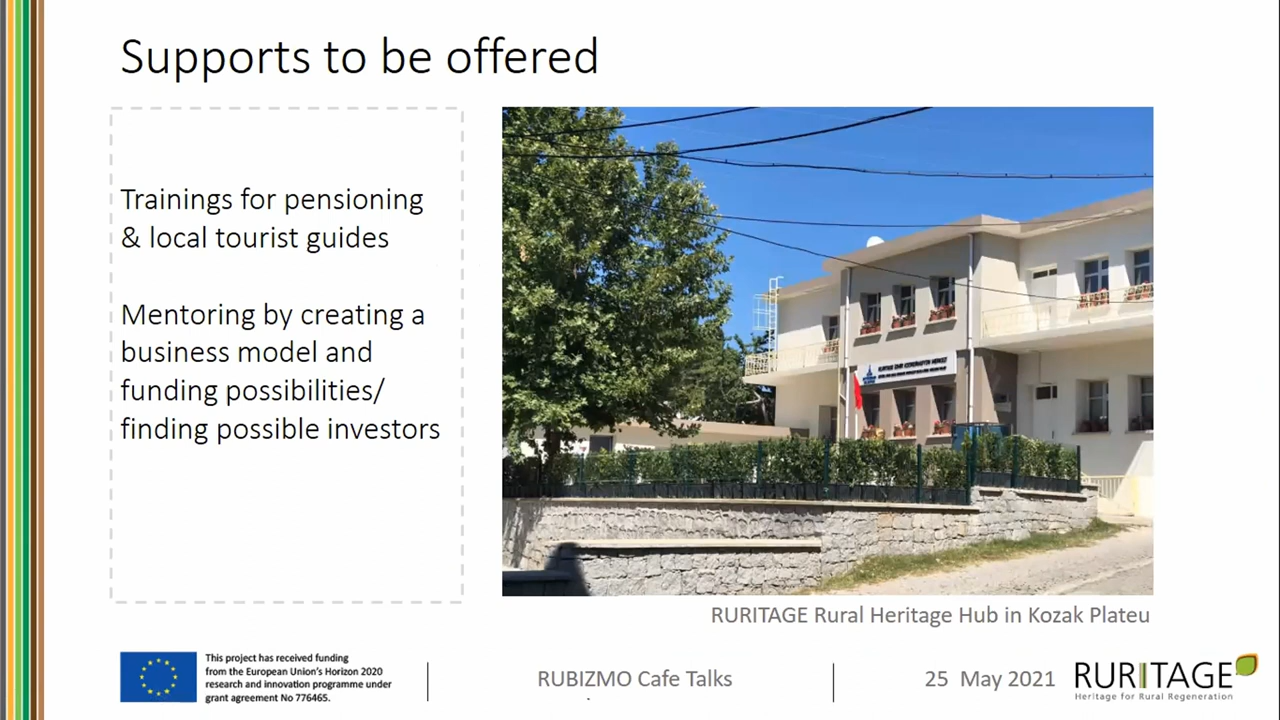 Supports to be offered
Trainings for pensioning
& local tourist guides
Mentoring by creating a
business model and
funding possibilities/
finding possible investors
RURITAGE Rural Heritage Hub in Kozak Plateu
This project has received funding
from the European Union's Horizon 2020
research and innovation programme under
grant agreement No 776465.
RUBIZMO Cafe Talks
25 May 2021
RURITAGE
Heritage for Rural Regeneration